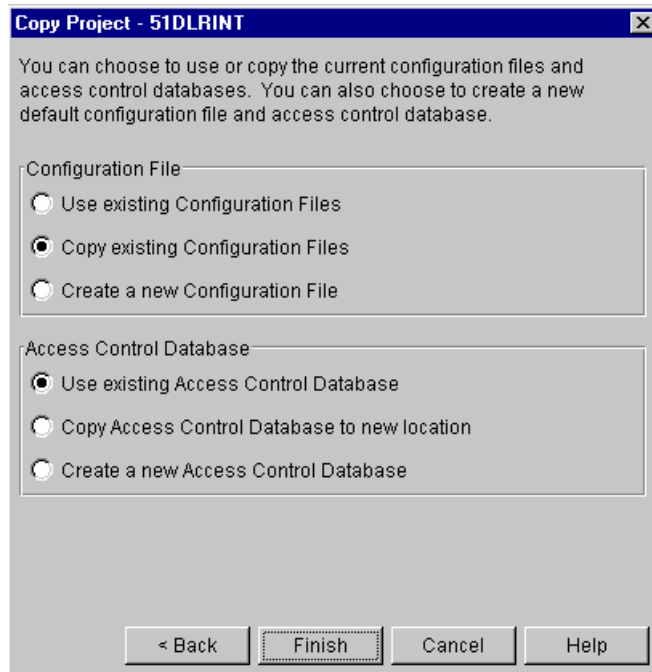 Copy Project - 51DLRINT
You can choose to use or copy the current configuration files and
access control databases. You can also choose to create a new
default configuration file and access control database.
Configuration File
Use existing Configuration Files
Copy existing Configuration Files
Create a new Configuration File
Access Control Database
Use existing Access Control Database
Copy Access Control Database to new location
Create a new Access Control Database
< Back
Finish
Cancel
Help